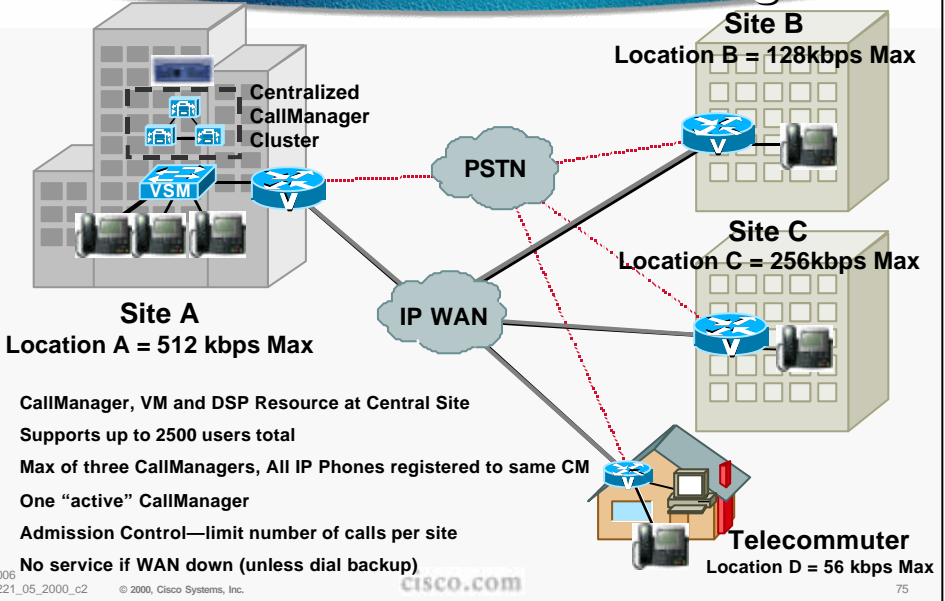 Site B
Location B = 128kbps Max
Centralized
CallManager
Cluster
PSTN
VSM
V
V
Site C
Location C = 256kbps Max
IP WAN
V
Site A
Location A = 512 kbps Max
CallManager, VM and DSP Resource at Central Site
Supports up to 2500 users total
Max of three CallManagers, All IP Phones registered to same CM
V
One “active” CallManager
Admission Control—limit number of calls per site
No service if WAN down (unless dial backup)
Telecommuter
Location D = 56 kbps Max
006
221_05_2000_c2 © 2000, Cisco Systems, Inc.
cisco.com
75